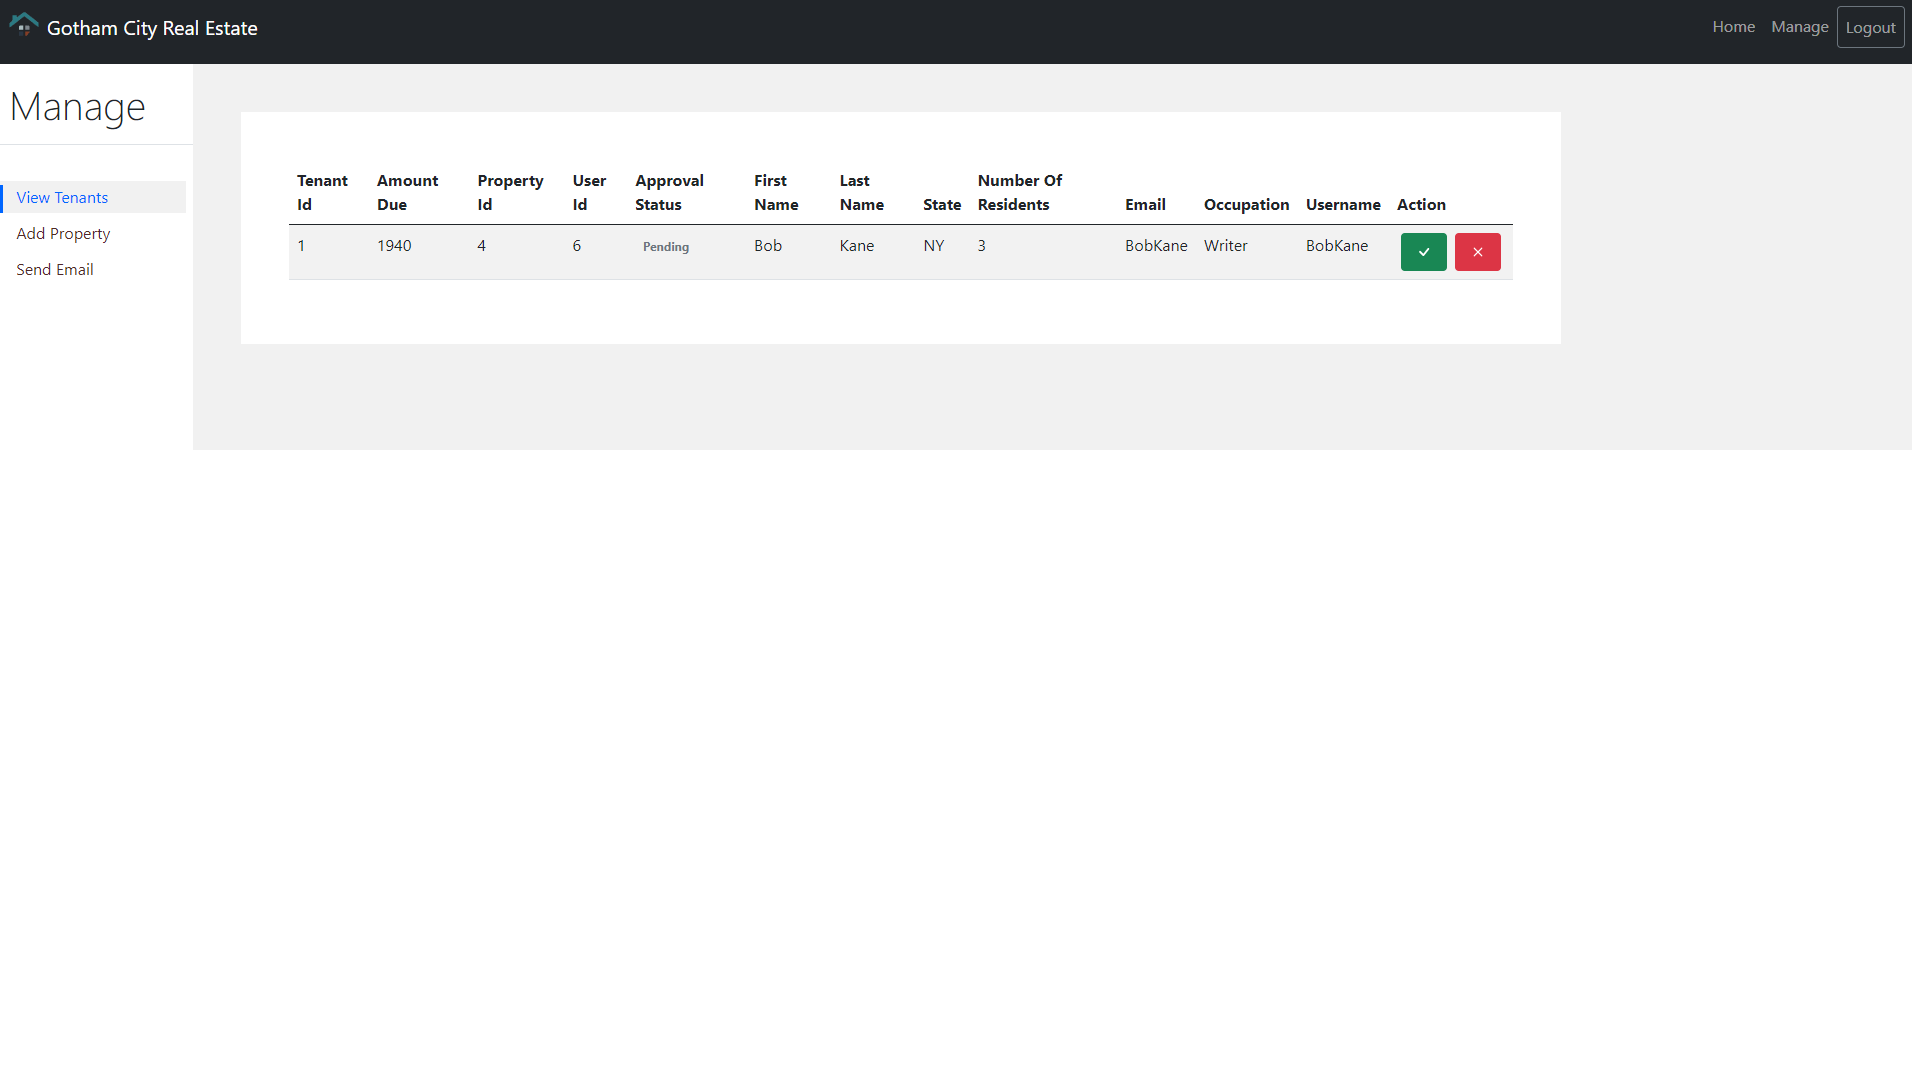 Gotham City Real Estate
Home Manage Logout
Manage
View Tenants
Add Property
Send Email
Tenant Id Amount Due Property Id User Id Approval Status First Name Last Name State Number Of Residents Email Occupation Username Action
1 1940 4 6 Pending Bob Kane NY 3 BobKane Writer BobKane